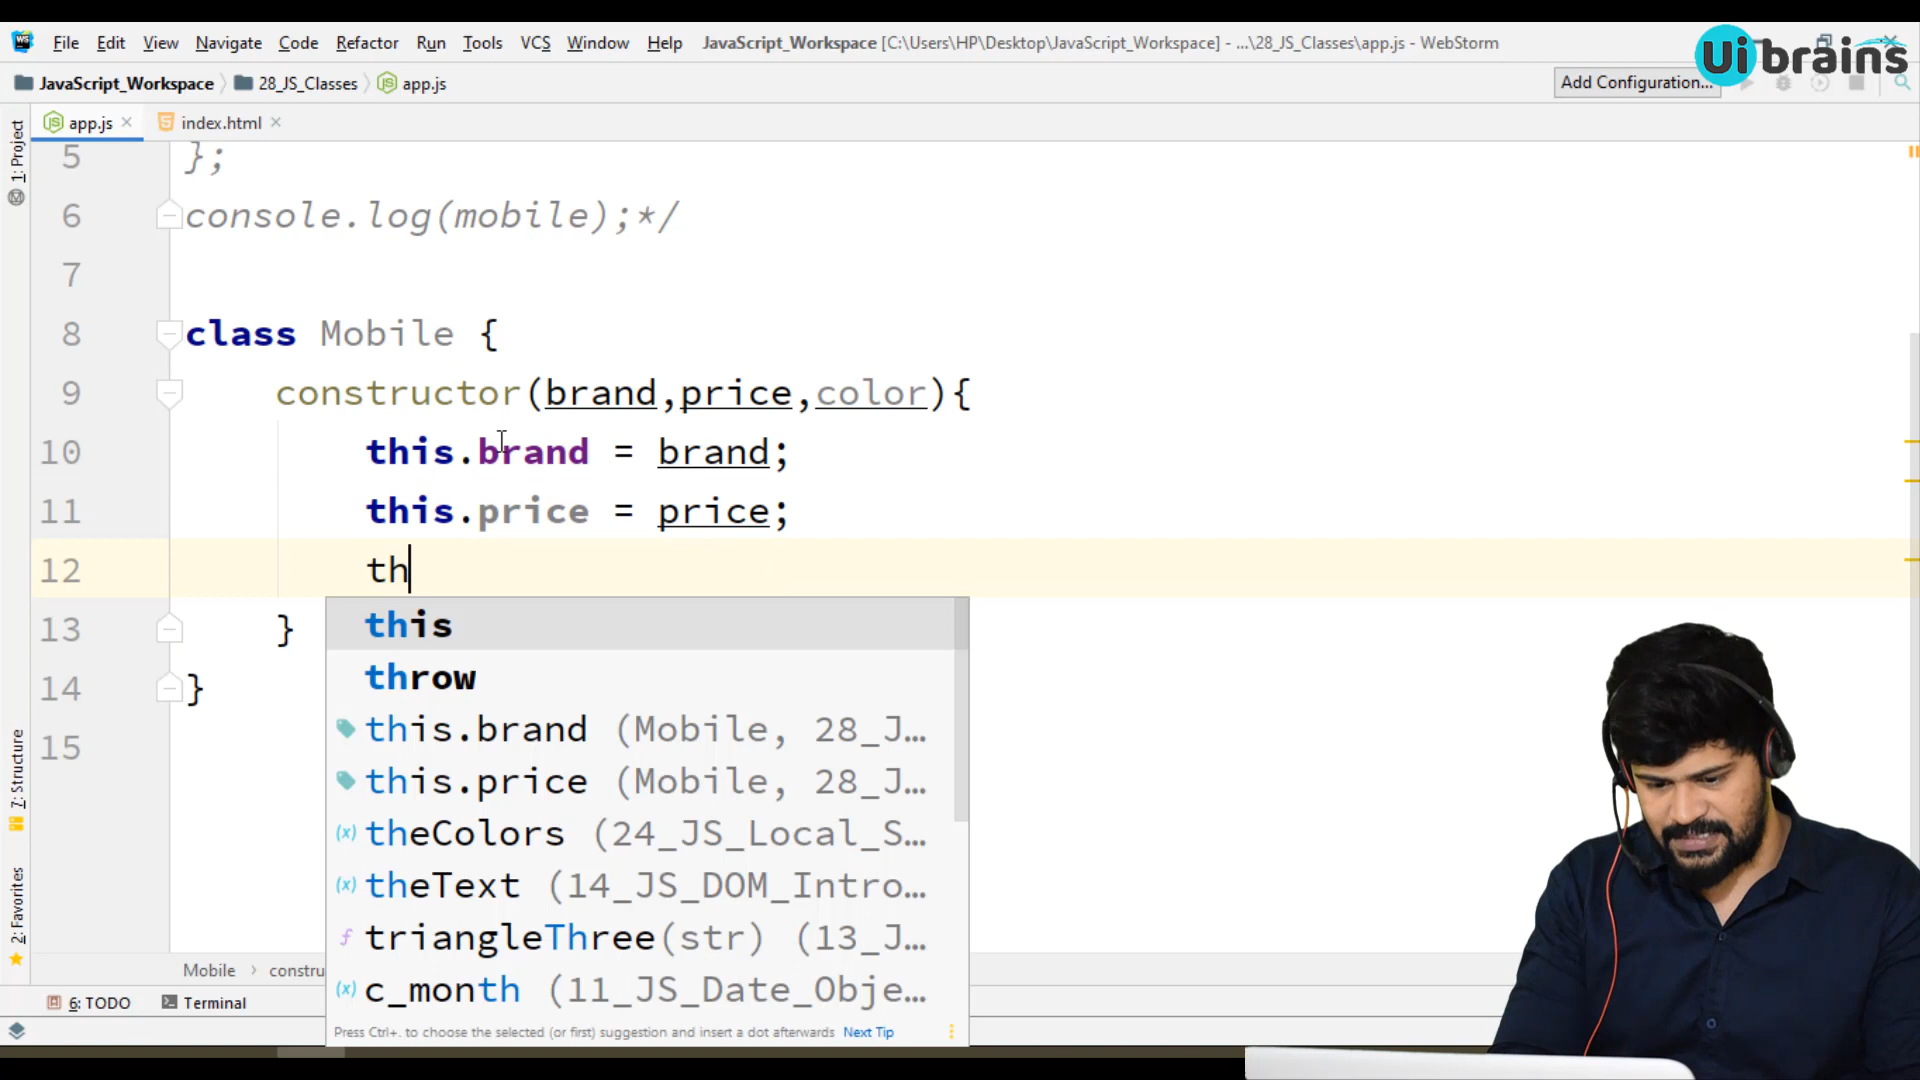 File Edit View Navigate Code Refactor Run Tools VCS Window Help JavaScript_Workspace [C:\Users\HP\Desktop\JavaScript_Workspace] - ...\28_JS_Classes\app.js - WebStorm
Ui brains
JavaScript_Workspace 28_JS_Classes app.js Add Configuration...
app.js index.html
1: Project
7: Structure
2: Favorites
5 };
6 console.log(mobile);*/
7
8 class Mobile {
9 constructor(brand,price,color){
10 this.brand = brand;
11 this.price = price;
12 th
13 }
14 }
15
this
throw
this.brand (Mobile, 28_J…
this.price (Mobile, 28_J…
theColors (24_JS_Local_S…
theText (14_JS_DOM_Intro…
triangleThree(str) (13_J…
c_month (11_JS_Date_Obje…
Press Ctrl+. to choose the selected (or first) suggestion and insert a dot afterwards Next Tip
Mobile constru
6: TODO Terminal